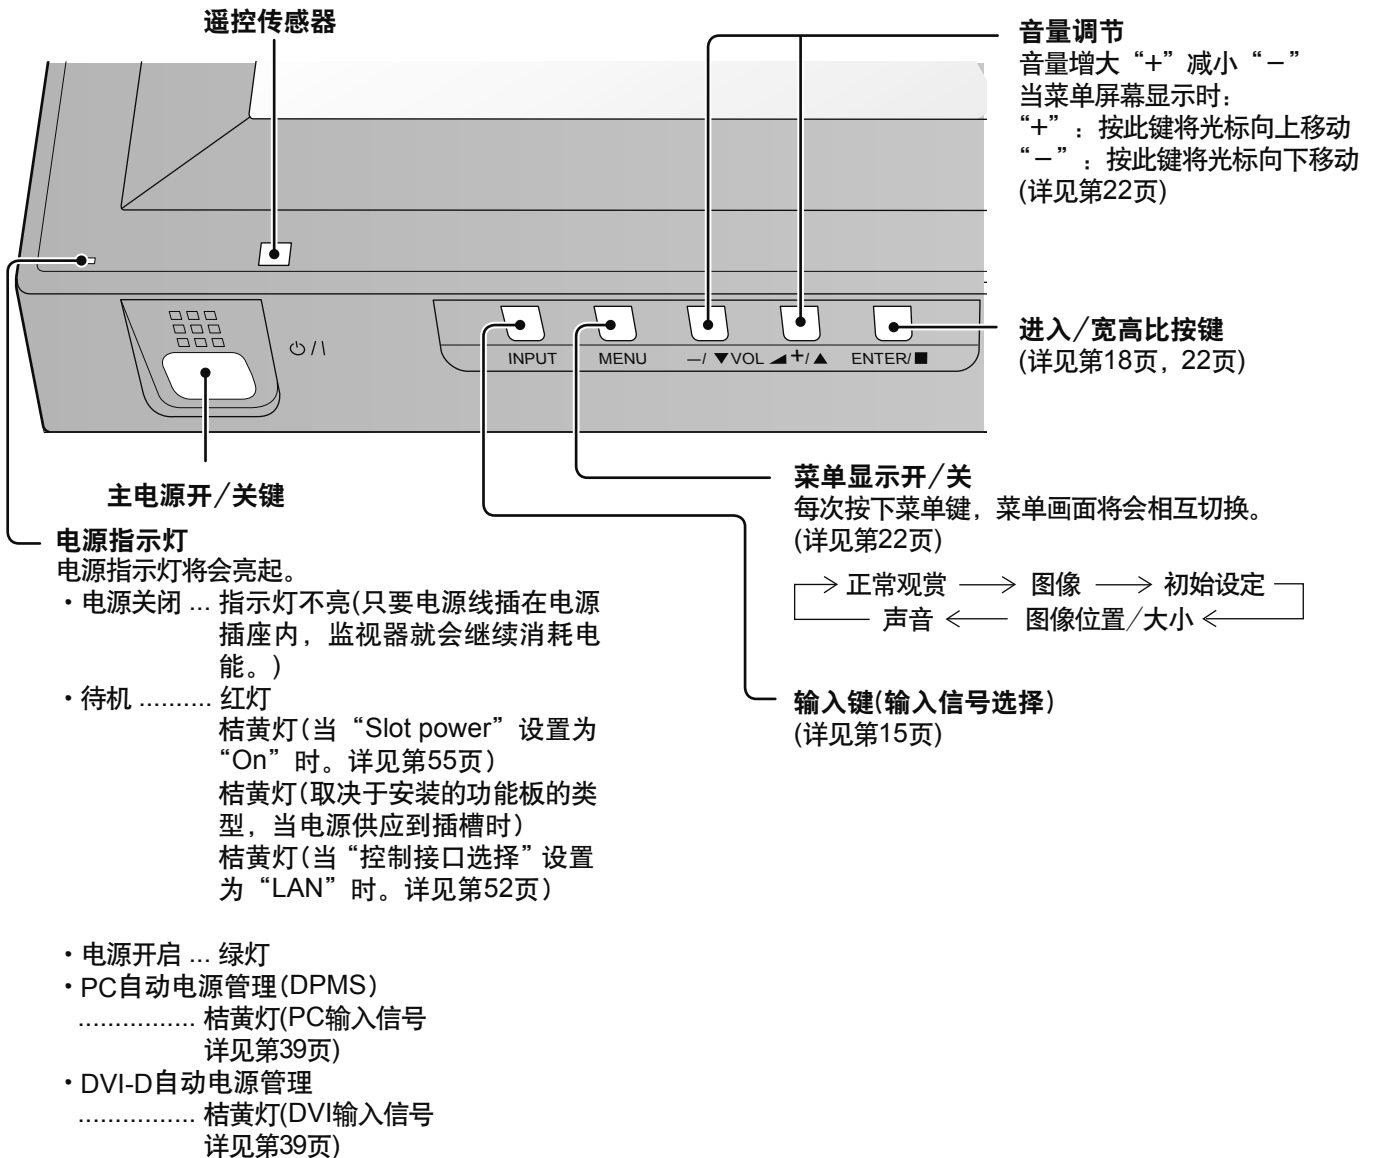 遥控传感器
音量调节
音量增大“+”减小“－”
当菜单屏幕显示时：
“+”：按此键将光标向上移动
“－”：按此键将光标向下移动
(详见第22页)
⏻/I
INPUT MENU —/ ▼VOL ◢ +/▲ ENTER/■
进入/宽高比按键
(详见第18页，22页)
主电源开/关键
菜单显示开/关
每次按下菜单键，菜单画面将会相互切换。
(详见第22页)
正常观赏 → 图像 → 初始设定
声音 ← 图像位置/大小 ←
输入键(输入信号选择)
(详见第15页)
电源指示灯
电源指示灯将会亮起。
・电源关闭 ... 指示灯不亮(只要电源线插在电源
插座内，监视器就会继续消耗电
能。)
・待机 .......... 红灯
桔黄灯(当“Slot power”设置为
“On”时。详见第55页)
桔黄灯(取决于安装的功能板的类
型，当电源供应到插槽时)
桔黄灯(当“控制接口选择”设置
为“LAN”时。详见第52页)
・电源开启 ... 绿灯
・PC自动电源管理(DPMS)
................ 桔黄灯(PC输入信号
详见第39页)
・DVI-D自动电源管理
................ 桔黄灯(DVI输入信号
详见第39页)